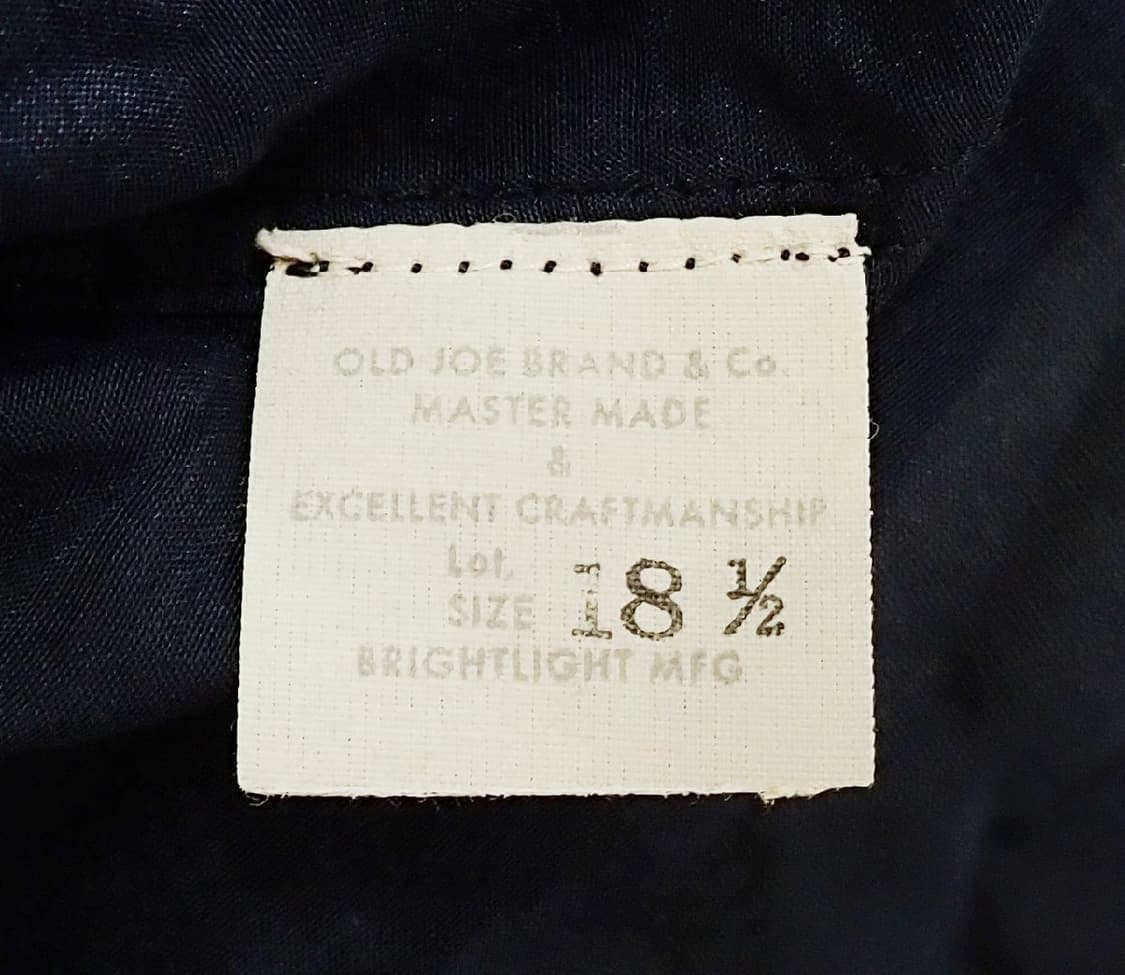 OLD JOE BRAND & Co.
MASTER MADE
&
EXCELLENT CRAFTMANSHIP
Lot.
SIZE 18 ½
BRIGHTLIGHT MFG